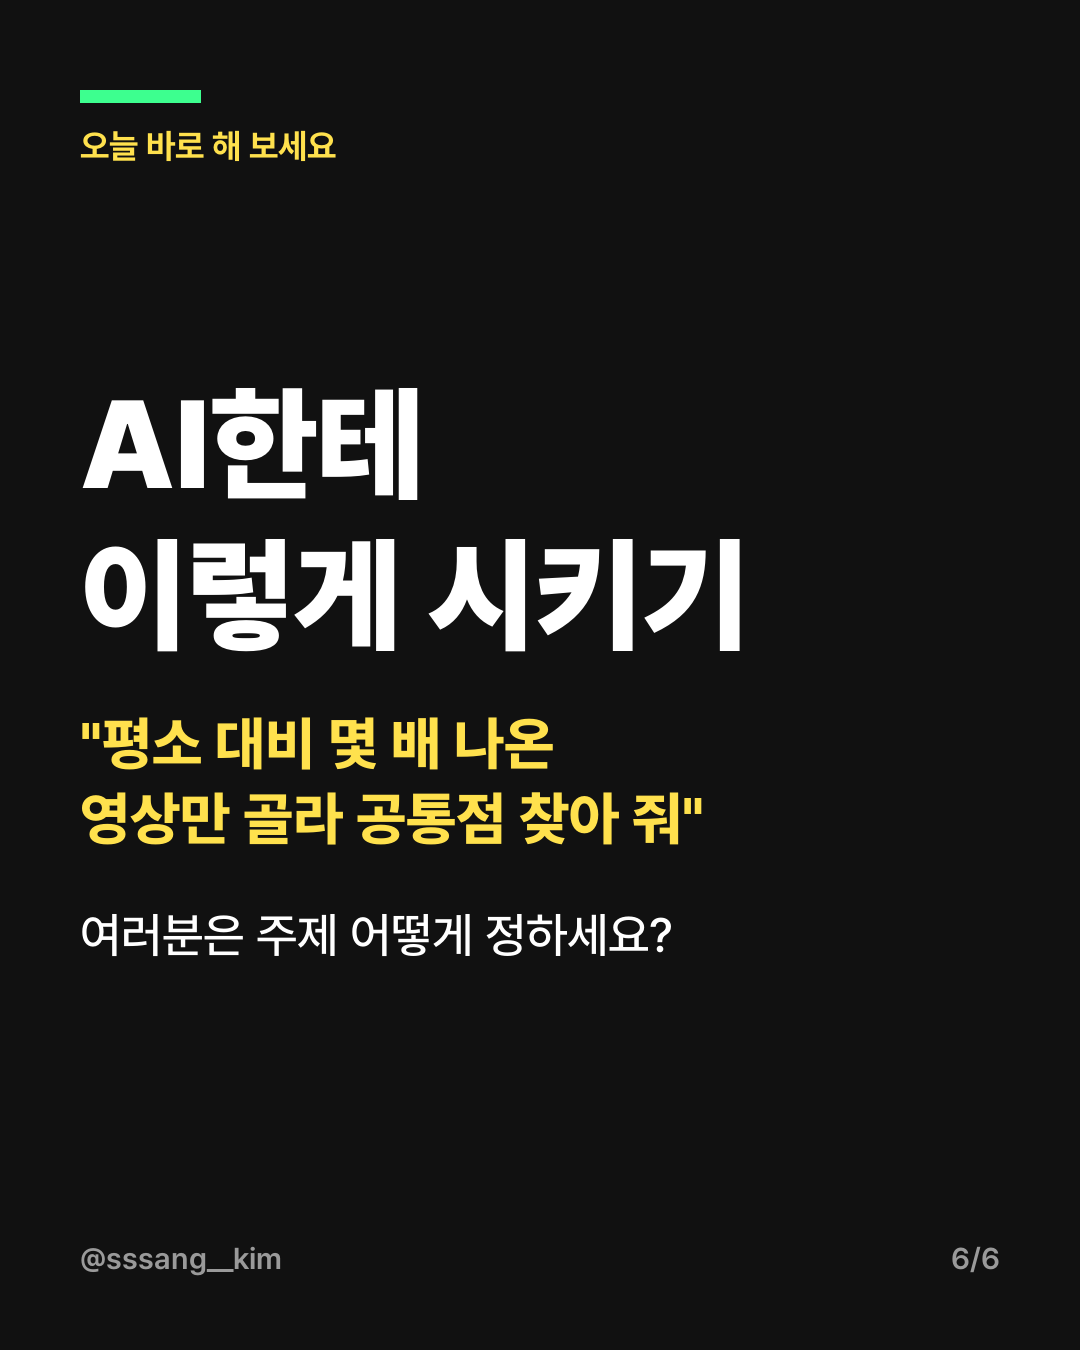 오늘 바로 해 보세요
AI한테
이렇게 시키기
"평소 대비 몇 배 나온
영상만 골라 공통점 찾아 줘"
여러분은 주제 어떻게 정하세요?
@sssang__kim
6/6